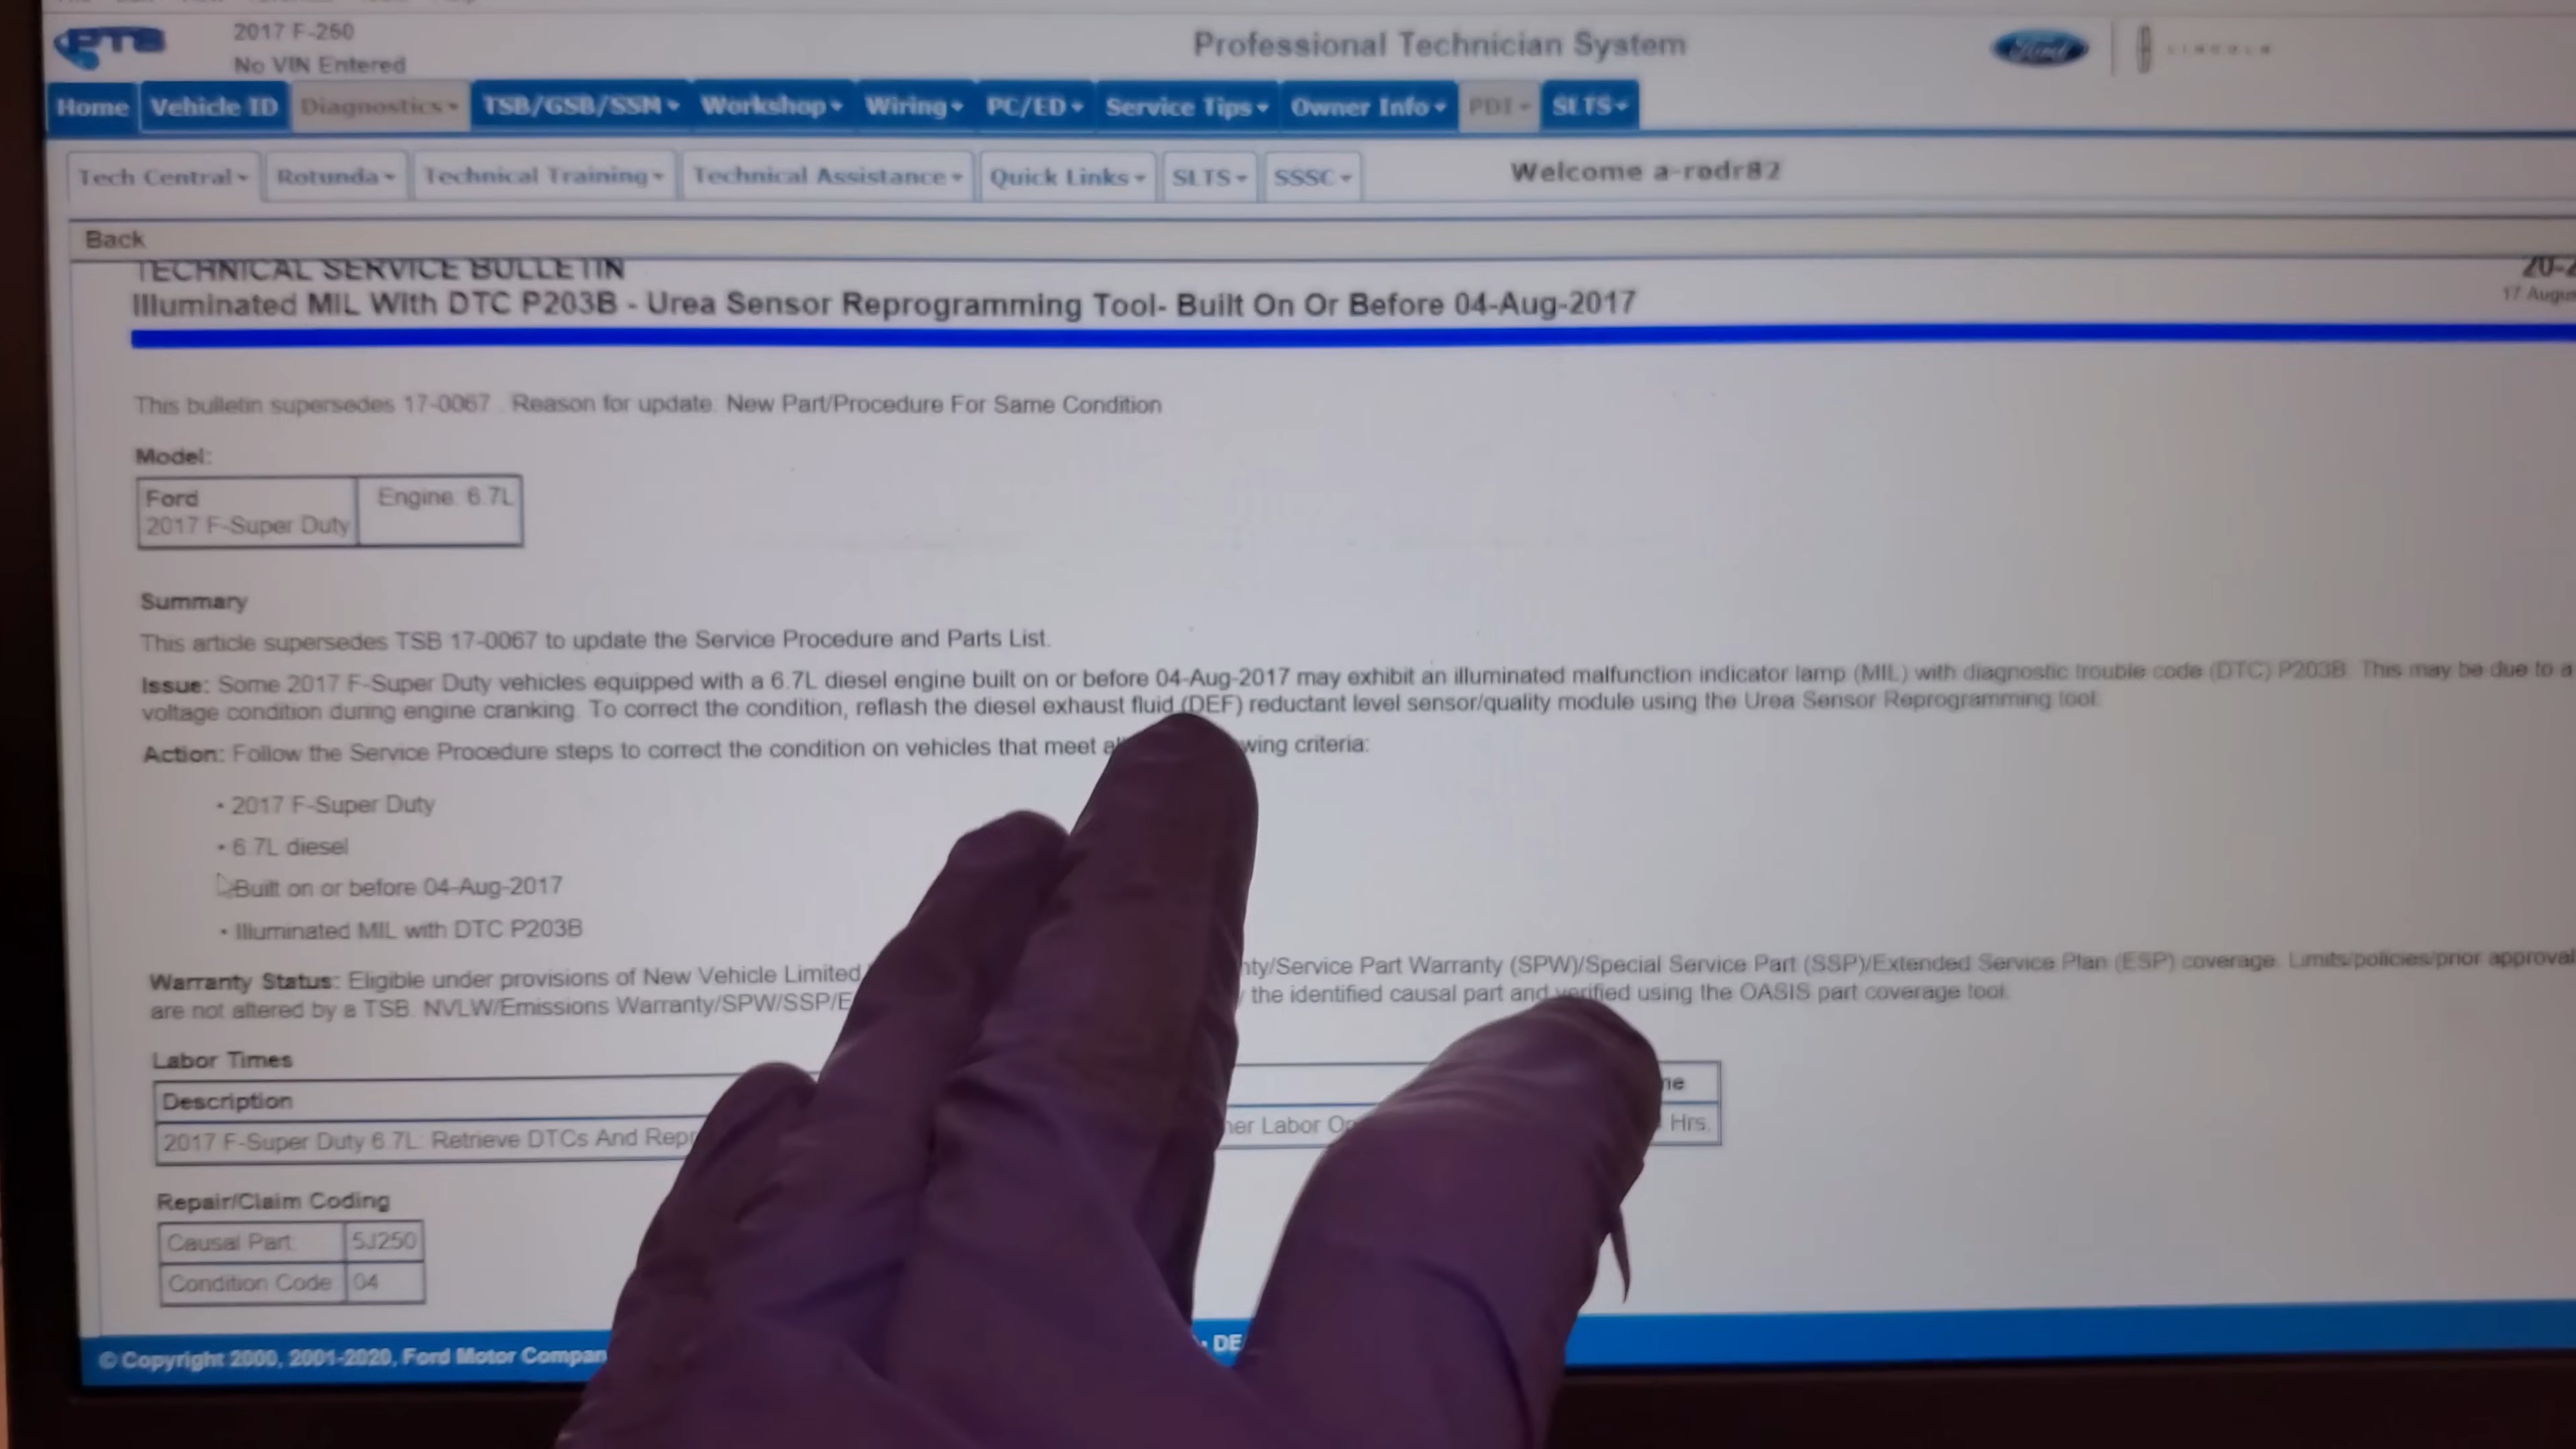 PTS
2017 F-250
No VIN Entered
Professional Technician System
Ford
LINCOLN
Home Vehicle ID Diagnostics TSB/GSB/SSM Workshop Wiring PC/ED Service Tips Owner Info PDI SLTS
Tech Central Rotunda Technical Training Technical Assistance Quick Links SLTS SSSC Welcome a-rodr82
Back
TECHNICAL SERVICE BULLETIN
Illuminated MIL With DTC P203B - Urea Sensor Reprogramming Tool- Built On Or Before 04-Aug-2017
20-2
17 Augus
This bulletin supersedes 17-0067 . Reason for update: New Part/Procedure For Same Condition
Model:
Ford
2017 F-Super Duty
Engine: 6.7L
Summary
This article supersedes TSB 17-0067 to update the Service Procedure and Parts List.
Issue: Some 2017 F-Super Duty vehicles equipped with a 6.7L diesel engine built on or before 04-Aug-2017 may exhibit an illuminated malfunction indicator lamp (MIL) with diagnostic trouble code (DTC) P203B. This may be due to a
voltage condition during engine cranking. To correct the condition, reflash the diesel exhaust fluid (DEF) reductant level sensor/quality module using the Urea Sensor Reprogramming tool.
Action: Follow the Service Procedure steps to correct the condition on vehicles that meet a wing criteria:
• 2017 F-Super Duty
• 6.7L diesel
Built on or before 04-Aug-2017
• Illuminated MIL with DTC P203B
Warranty Status: Eligible under provisions of New Vehicle Limited nty/Service Part Warranty (SPW)/Special Service Part (SSP)/Extended Service Plan (ESP) coverage. Limits/policies/prior approval
are not altered by a TSB. NVLW/Emissions Warranty/SPW/SSP/E the identified causal part and verified using the OASIS part coverage tool.
Labor Times
Description
me
2017 F-Super Duty 6.7L: Retrieve DTCs And Repr her Labor Op Hrs.
Repair/Claim Coding
Causal Part: 5J250
Condition Code 04
© Copyright 2000, 2001-2020, Ford Motor Compan • DE